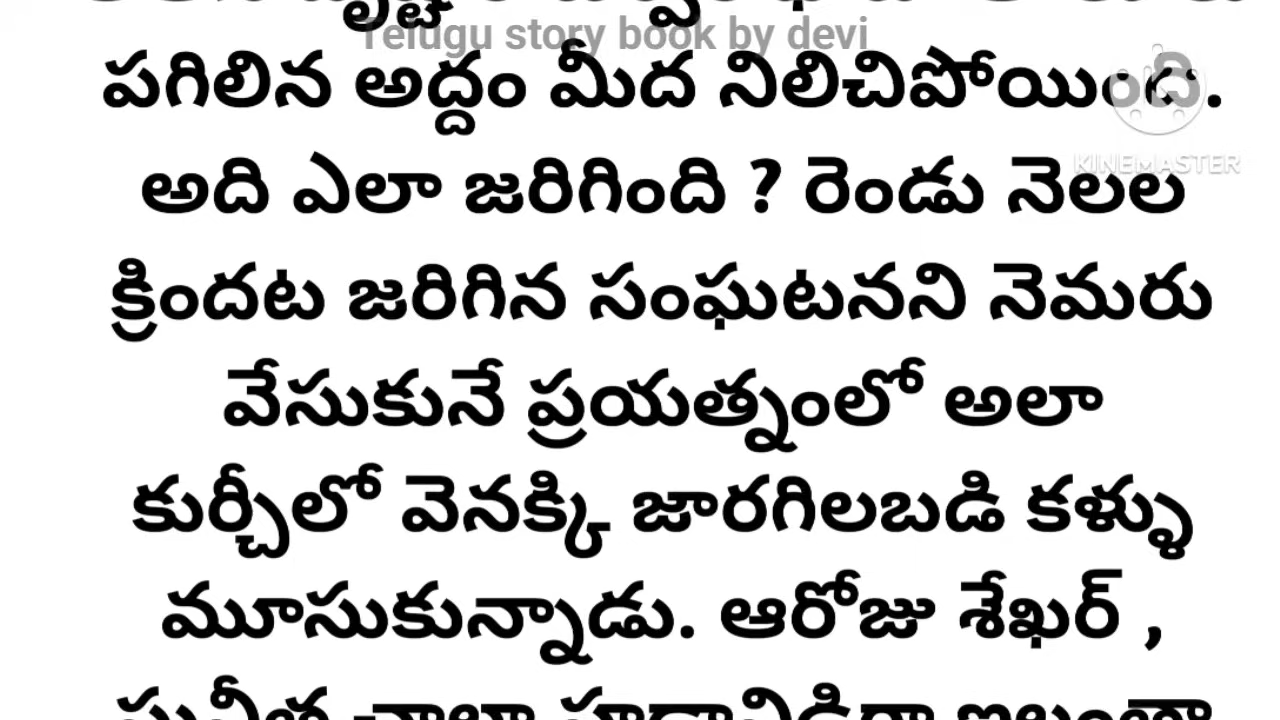 Telugu story book by devi
పగిలిన అద్దం మీద నిలిచిపోయింది.
KINEMASTER
అది ఎలా జరిగింది ? రెండు నెలల
క్రిందట జరిగిన సంఘటనని నెమరు
వేసుకునే ప్రయత్నంలో అలా
కుర్చీలో వెనక్కి జారగిలబడి కళ్ళు
మూసుకున్నాడు. ఆరోజు శేఖర్ ,